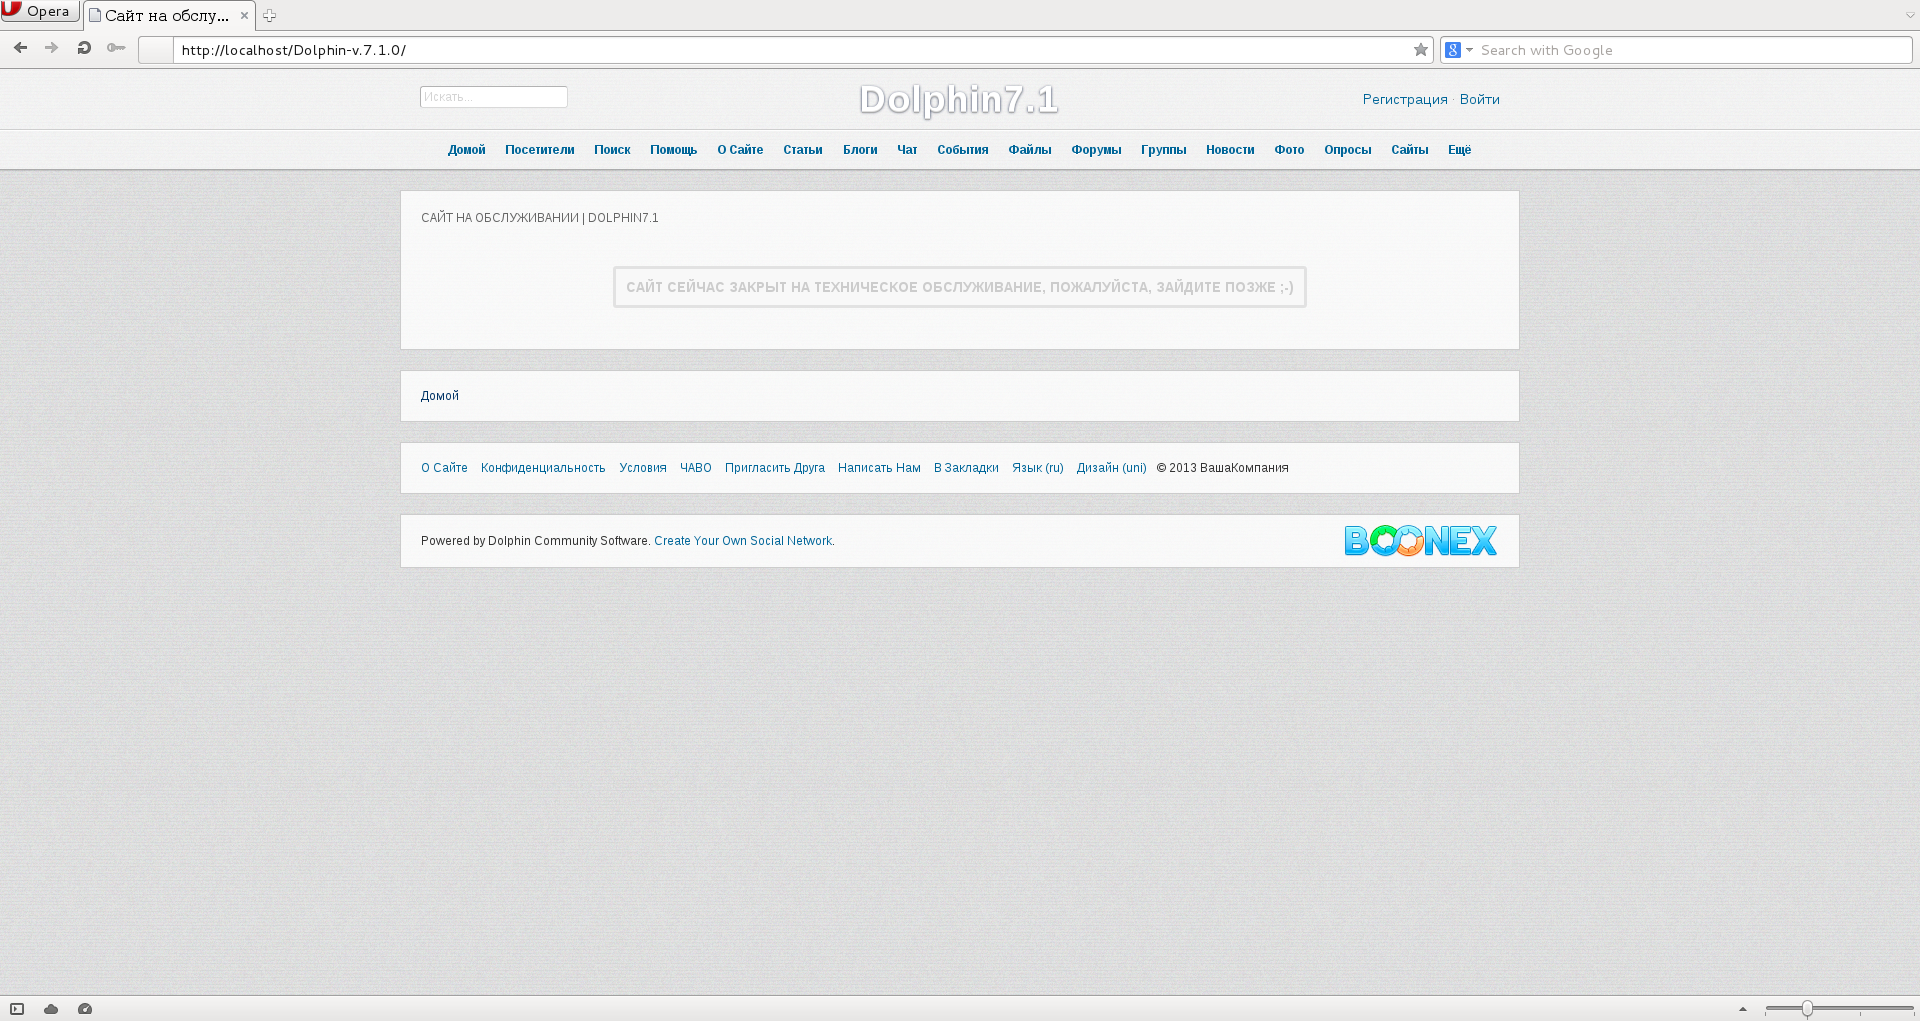 Opera
Сайт на обслу...
http://localhost/Dolphin-v.7.1.0/
Search with Google
Искать...
Dolphin7.1
Регистрация · Войти
Домой Посетители Поиск Помощь О Сайте Статьи Блоги Чат События Файлы Форумы Группы Новости Фото Опросы Сайты Ещё
САЙТ НА ОБСЛУЖИВАНИИ | DOLPHIN7.1
САЙТ СЕЙЧАС ЗАКРЫТ НА ТЕХНИЧЕСКОЕ ОБСЛУЖИВАНИЕ, ПОЖАЛУЙСТА, ЗАЙДИТЕ ПОЗЖЕ ;-)
Домой
О Сайте Конфиденциальность Условия ЧАВО Пригласить Друга Написать Нам В Закладки Язык (ru) Дизайн (uni) © 2013 ВашаКомпания
Powered by Dolphin Community Software. Create Your Own Social Network.
BOONEX